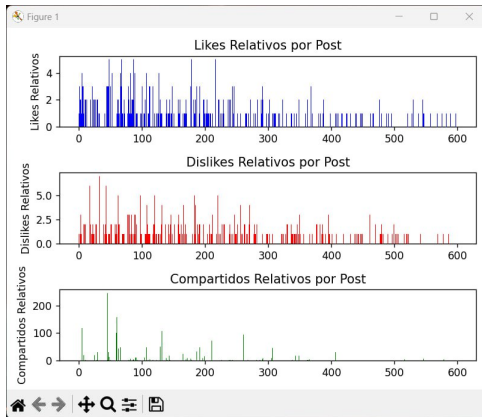 Figure 1
Likes Relativos por Post
Likes Relativos
4
2
0
0 100 200 300 400 500 600
Dislikes Relativos por Post
Dislikes Relativos
5.0
2.5
0.0
0 100 200 300 400 500 600
Compartidos Relativos por Post
Compartidos Relativos
200
100
0
0 100 200 300 400 500 600